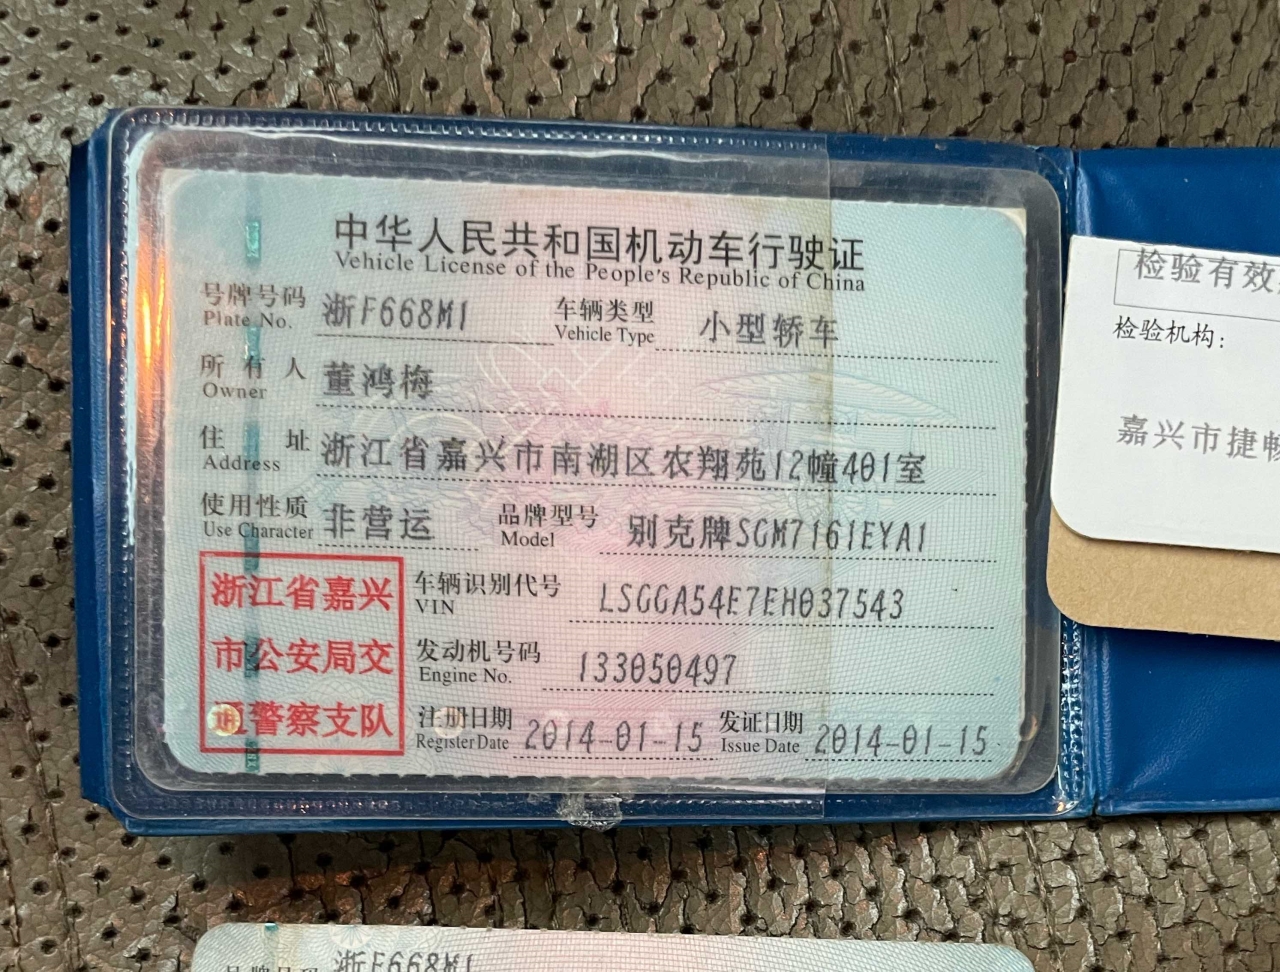 中华人民共和国机动车行驶证
Vehicle License of the People's Republic of China
号牌号码 浙F668M1 车辆类型 小型轿车
Plate No. Vehicle Type
所有人 董鸿梅
Owner
住址 浙江省嘉兴市南湖区农翔苑12幢401室
Address
使用性质 非营运 品牌型号 别克牌SGM7161EYA1
Use Character Model
浙江省嘉兴
市公安局交
通警察支队
车辆识别代号 LSGGA54E7EH037543
VIN
发动机号码 133050497
Engine No.
注册日期 2014-01-15 发证日期 2014-01-15
Register Date Issue Date
检验有效
检验机构:
嘉兴市捷畅
号牌号码 浙F668M1